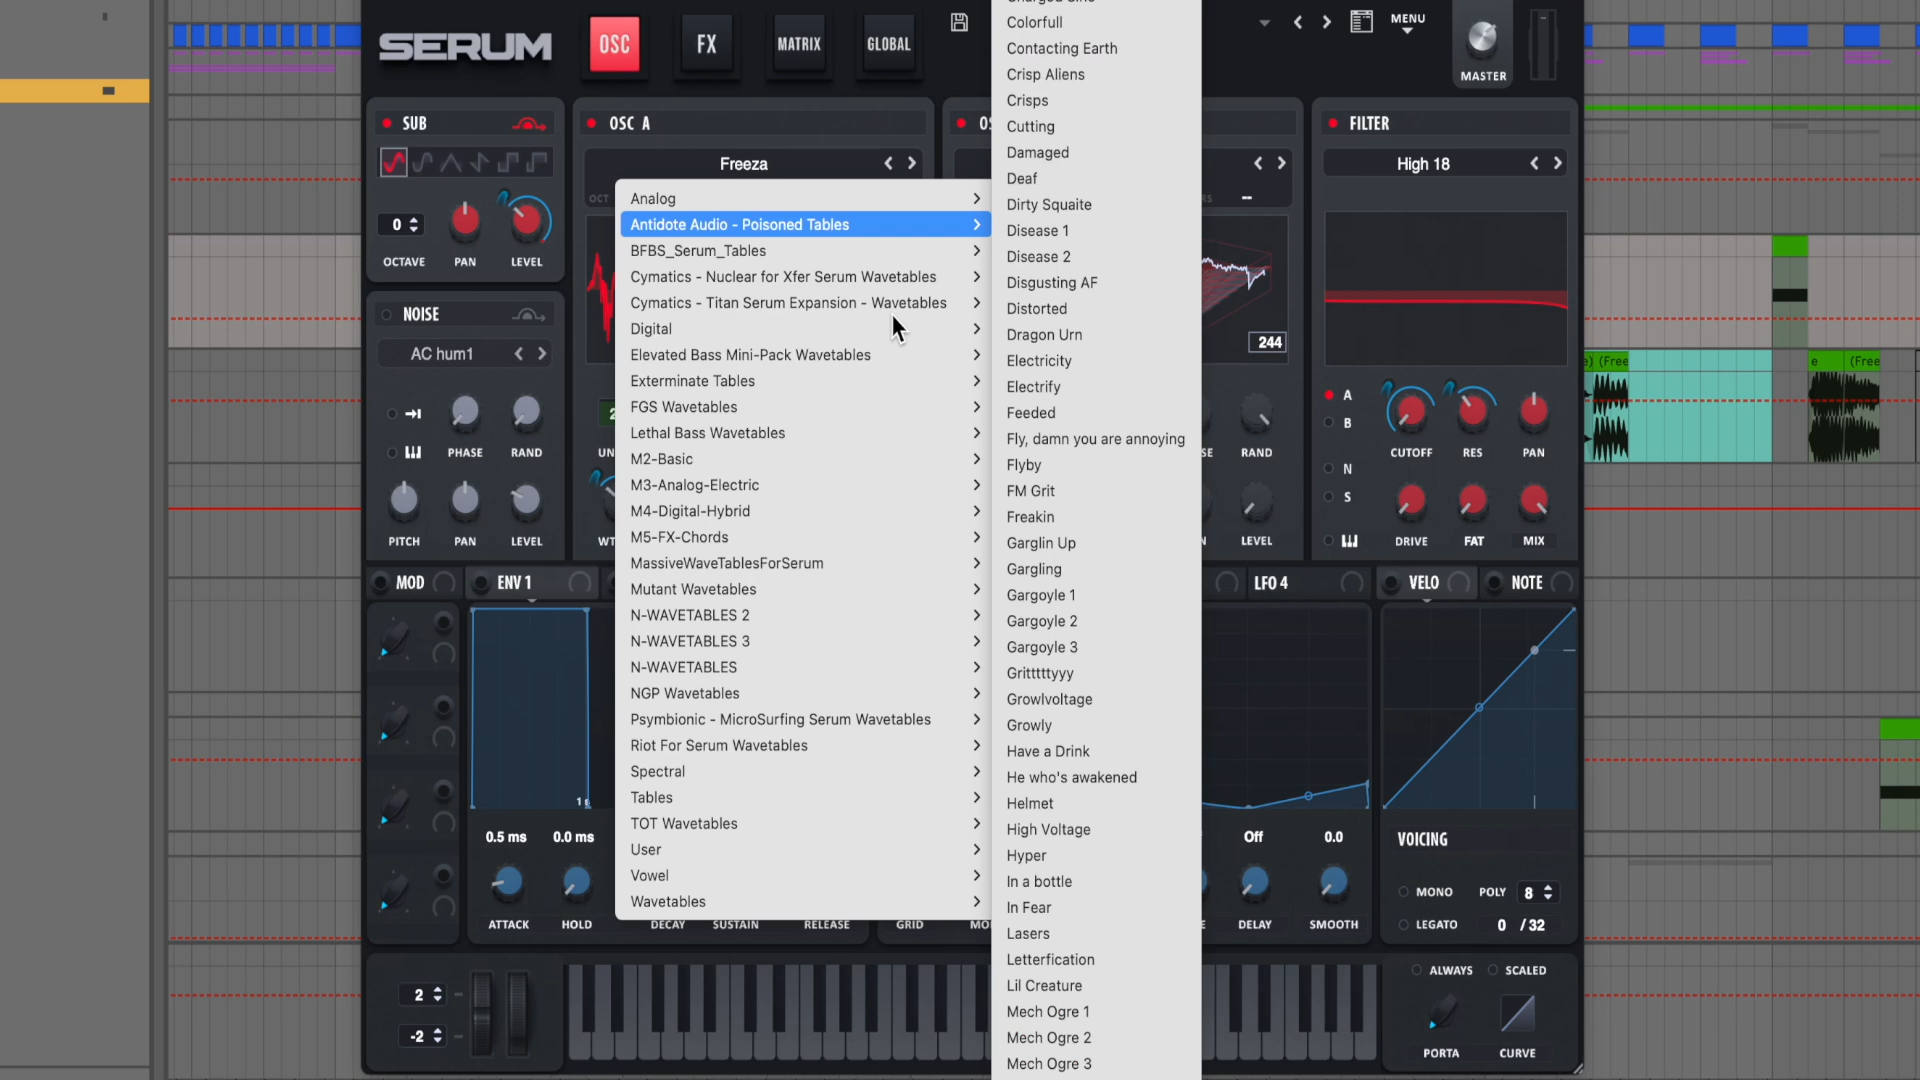 SERUM
OSC
FX
MATRIX
GLOBAL
MENU
MASTER
SUB
0
OCTAVE
PAN
LEVEL
NOISE
AC hum1
PHASE
RAND
PITCH
PAN
LEVEL
OSC A
Freeza
OCT
Analog
Antidote Audio - Poisoned Tables
BFBS_Serum_Tables
Cymatics - Nuclear for Xfer Serum Wavetables
Cymatics - Titan Serum Expansion - Wavetables
Digital
Elevated Bass Mini-Pack Wavetables
Exterminate Tables
FGS Wavetables
Lethal Bass Wavetables
M2-Basic
M3-Analog-Electric
M4-Digital-Hybrid
M5-FX-Chords
MassiveWaveTablesForSerum
Mutant Wavetables
N-WAVETABLES 2
N-WAVETABLES 3
N-WAVETABLES
NGP Wavetables
Psymbionic - MicroSurfing Serum Wavetables
Riot For Serum Wavetables
Spectral
Tables
TOT Wavetables
User
Vowel
Wavetables
Colorfull
Contacting Earth
Crisp Aliens
Crisps
Cutting
Damaged
Deaf
Dirty Squaite
Disease 1
Disease 2
Disgusting AF
Distorted
Dragon Urn
Electricity
Electrify
Feeded
Fly, damn you are annoying
Flyby
FM Grit
Freakin
Garglin Up
Gargling
Gargoyle 1
Gargoyle 2
Gargoyle 3
Gritttttyyy
Growlvoltage
Growly
Have a Drink
He who's awakened
Helmet
High Voltage
Hyper
In a bottle
In Fear
Lasers
Letterfication
Lil Creature
Mech Ogre 1
Mech Ogre 2
Mech Ogre 3
--
244
RAND
LEVEL
FILTER
High 18
A
B
N
S
CUTOFF
RES
PAN
DRIVE
FAT
MIX
MOD
ENV 1
LFO 4
VELO
NOTE
0.5 ms
0.0 ms
ATTACK
HOLD
DECAY
SUSTAIN
RELEASE
GRID
Off
0.0
DELAY
SMOOTH
VOICING
MONO
POLY
8
LEGATO
0 /32
ALWAYS
SCALED
PORTA
CURVE
2
-2
(Free
e
(Free